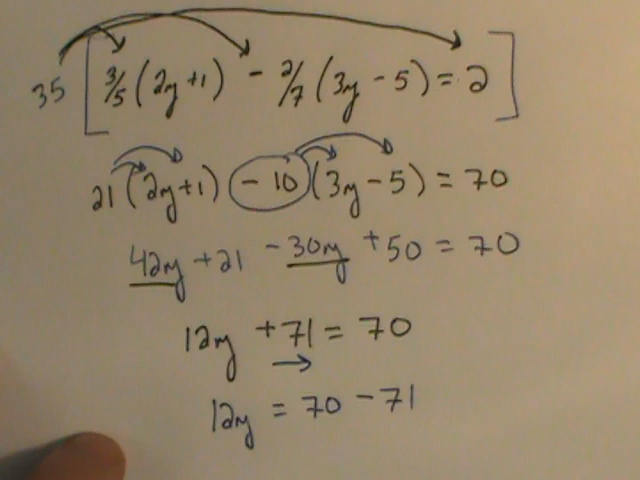 35 [ 3/5 (2y+1) - 2/7 (3y-5) = 2 ]
21 (2y+1) -10 (3y-5) = 70
42y +21 -30y +50 = 70
12y +71 = 70
12y = 70 -71